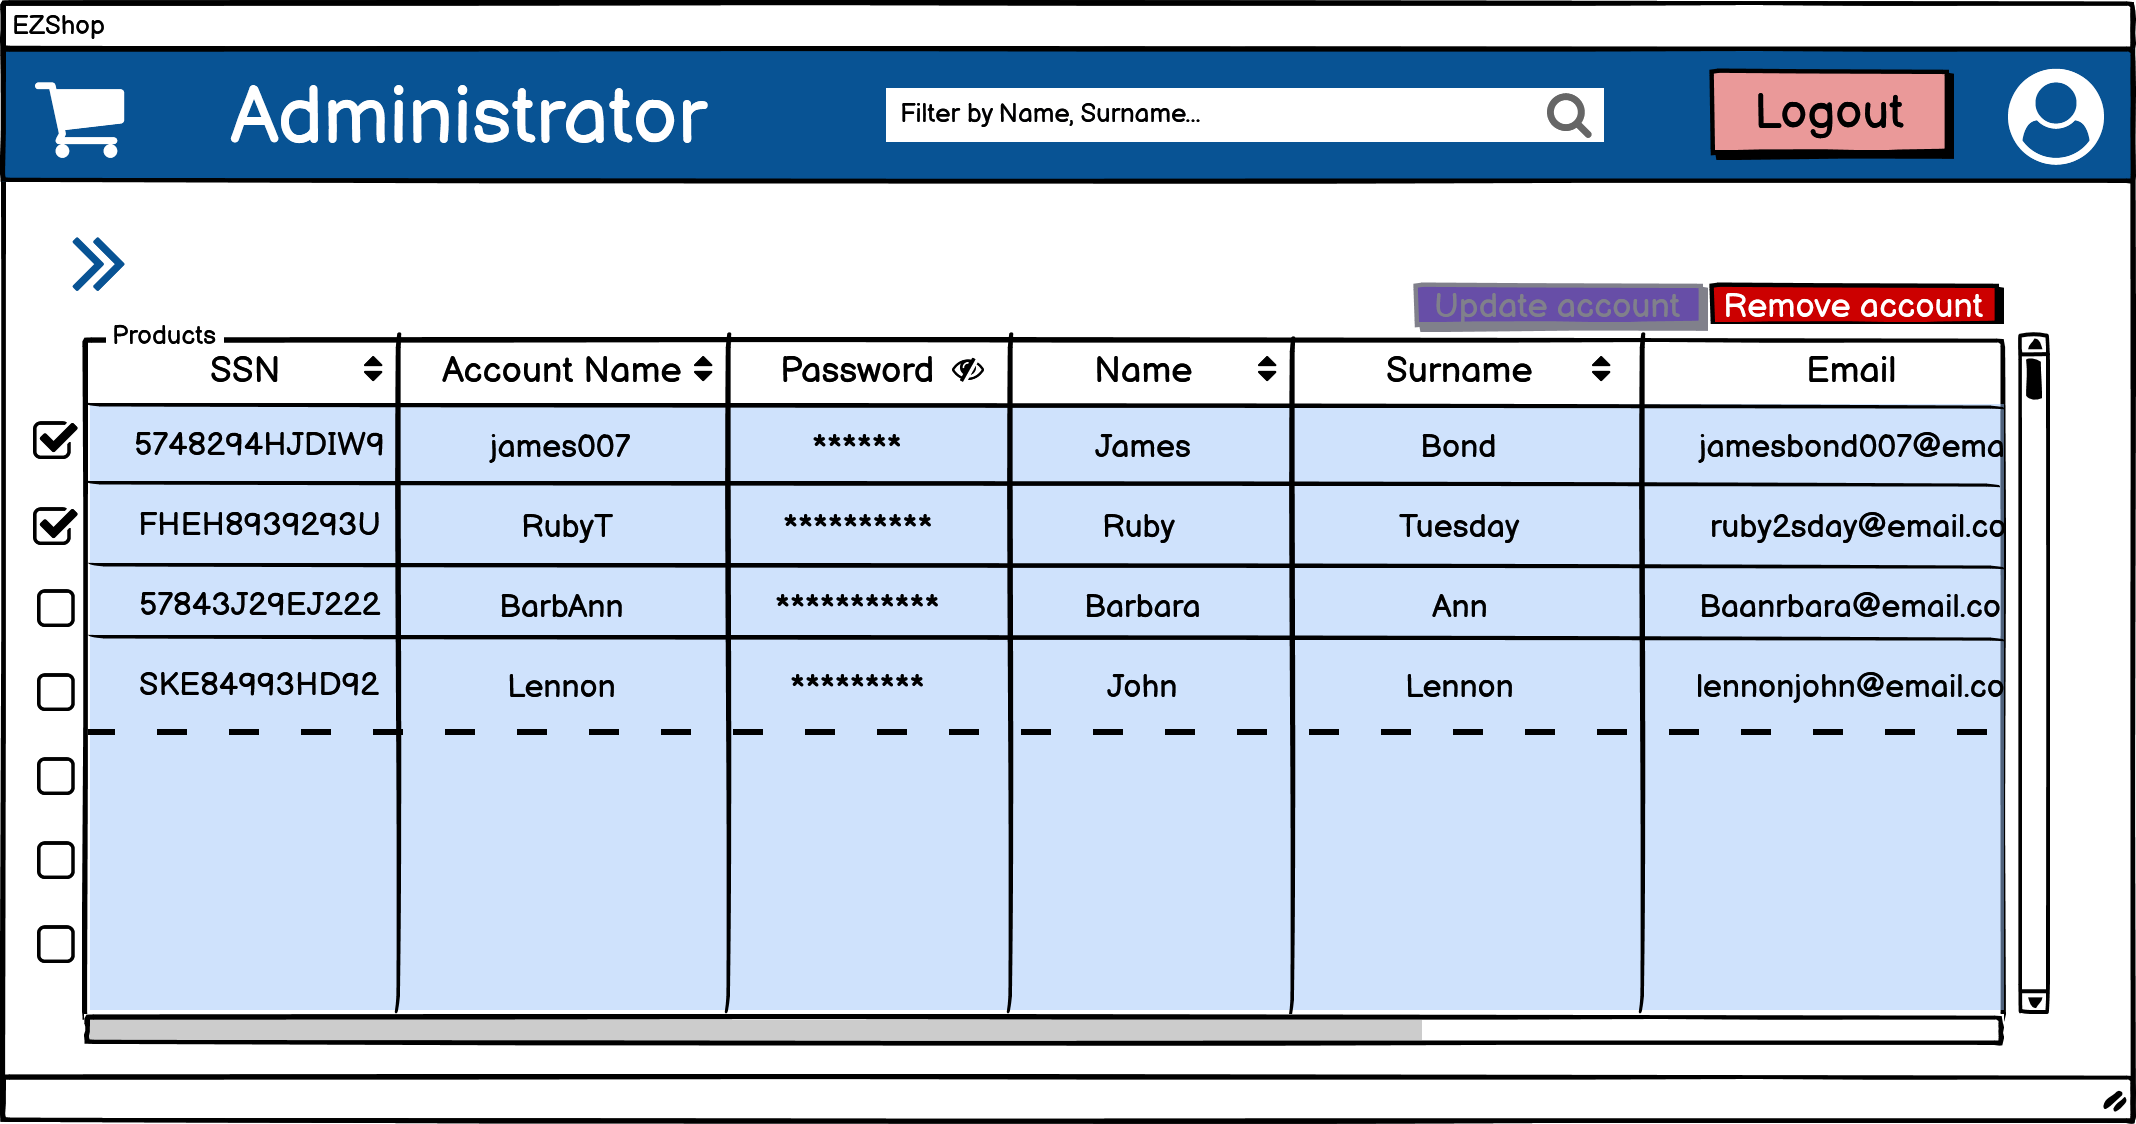 EZShop
Administrator
Filter by Name, Surname...
Logout
Update account
Remove account
Products
SSN Account Name Password Name Surname Email
5748294HJDIW9 james007 ****** James Bond jamesbond007@ema
FHEH8939293U RubyT ********** Ruby Tuesday ruby2sday@email.co
57843J29EJ222 BarbAnn *********** Barbara Ann Baanrbara@email.co
SKE84993HD92 Lennon ********* John Lennon lennonjohn@email.co